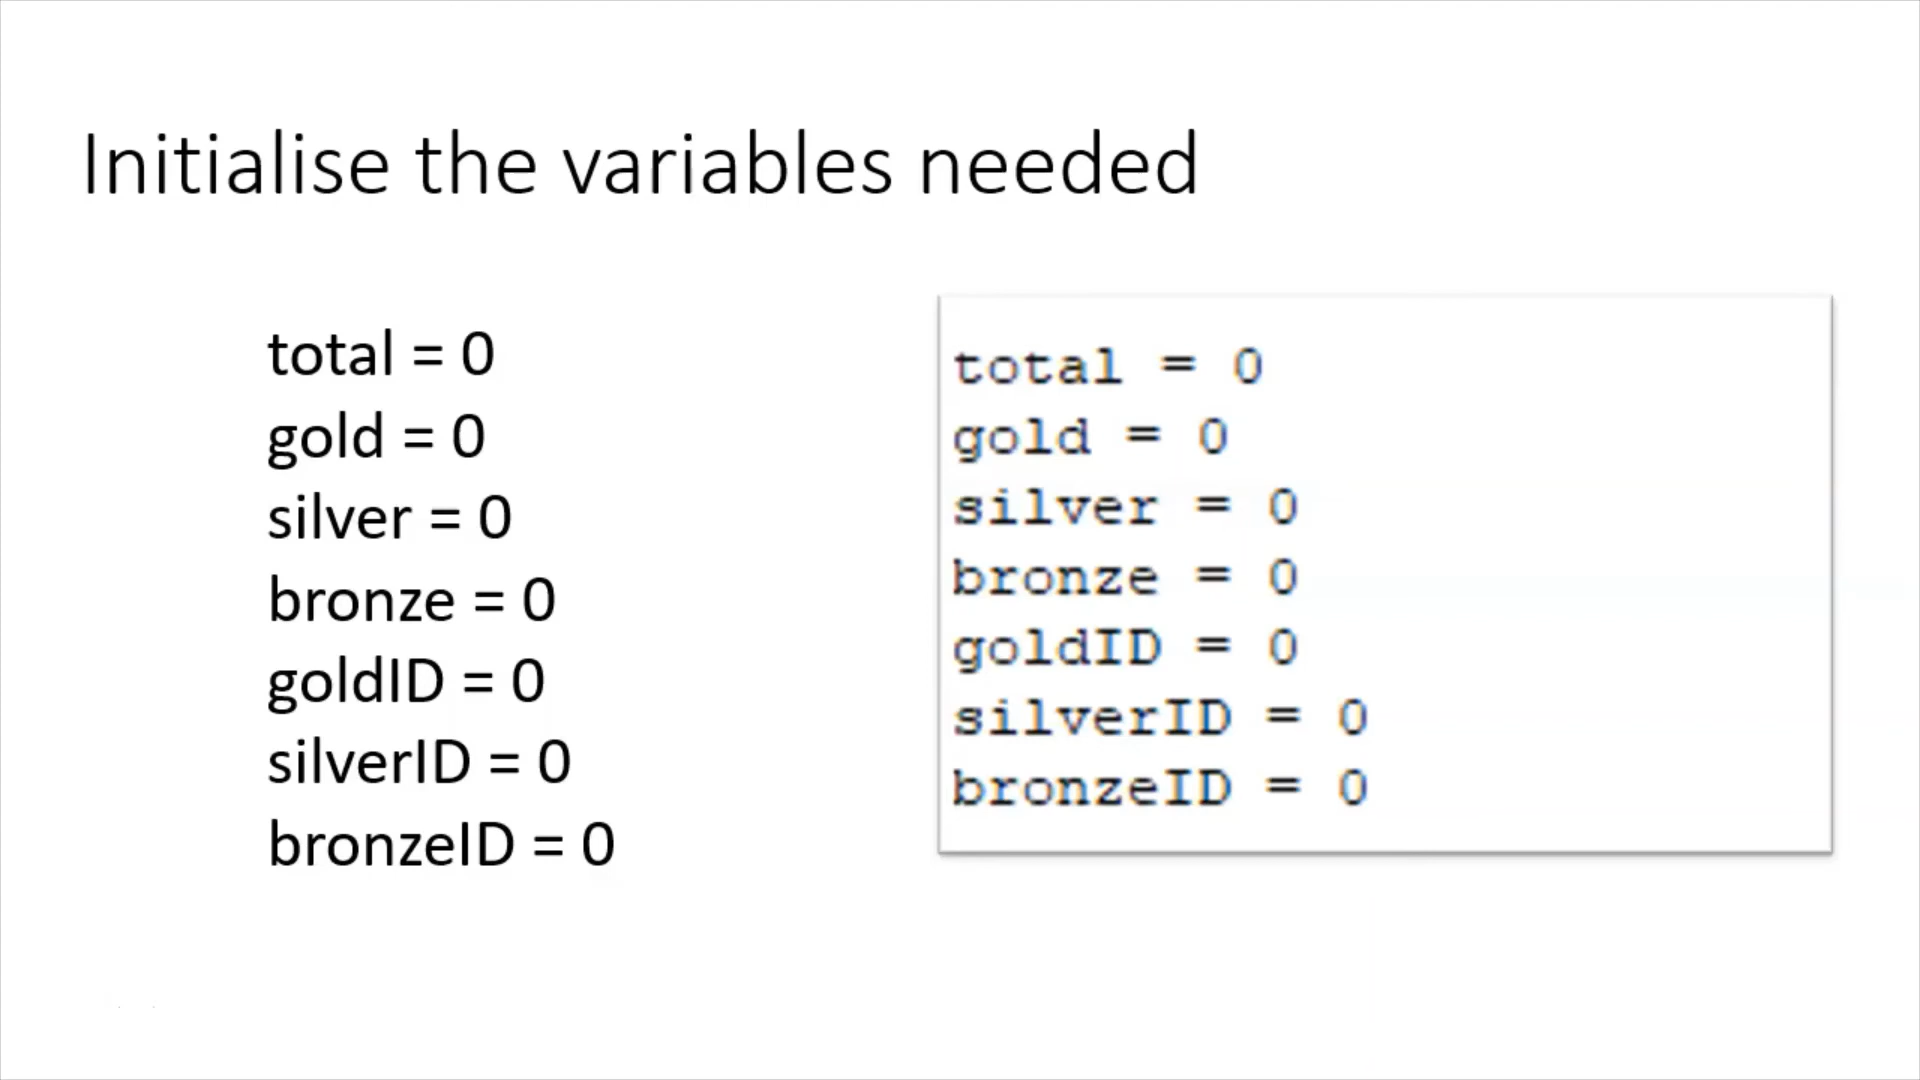 Initialise the variables needed
total = 0
gold = 0
silver = 0
bronze = 0
goldID = 0
silverID = 0
bronzeID = 0
total = 0
gold = 0
silver = 0
bronze = 0
goldID = 0
silverID = 0
bronzeID = 0